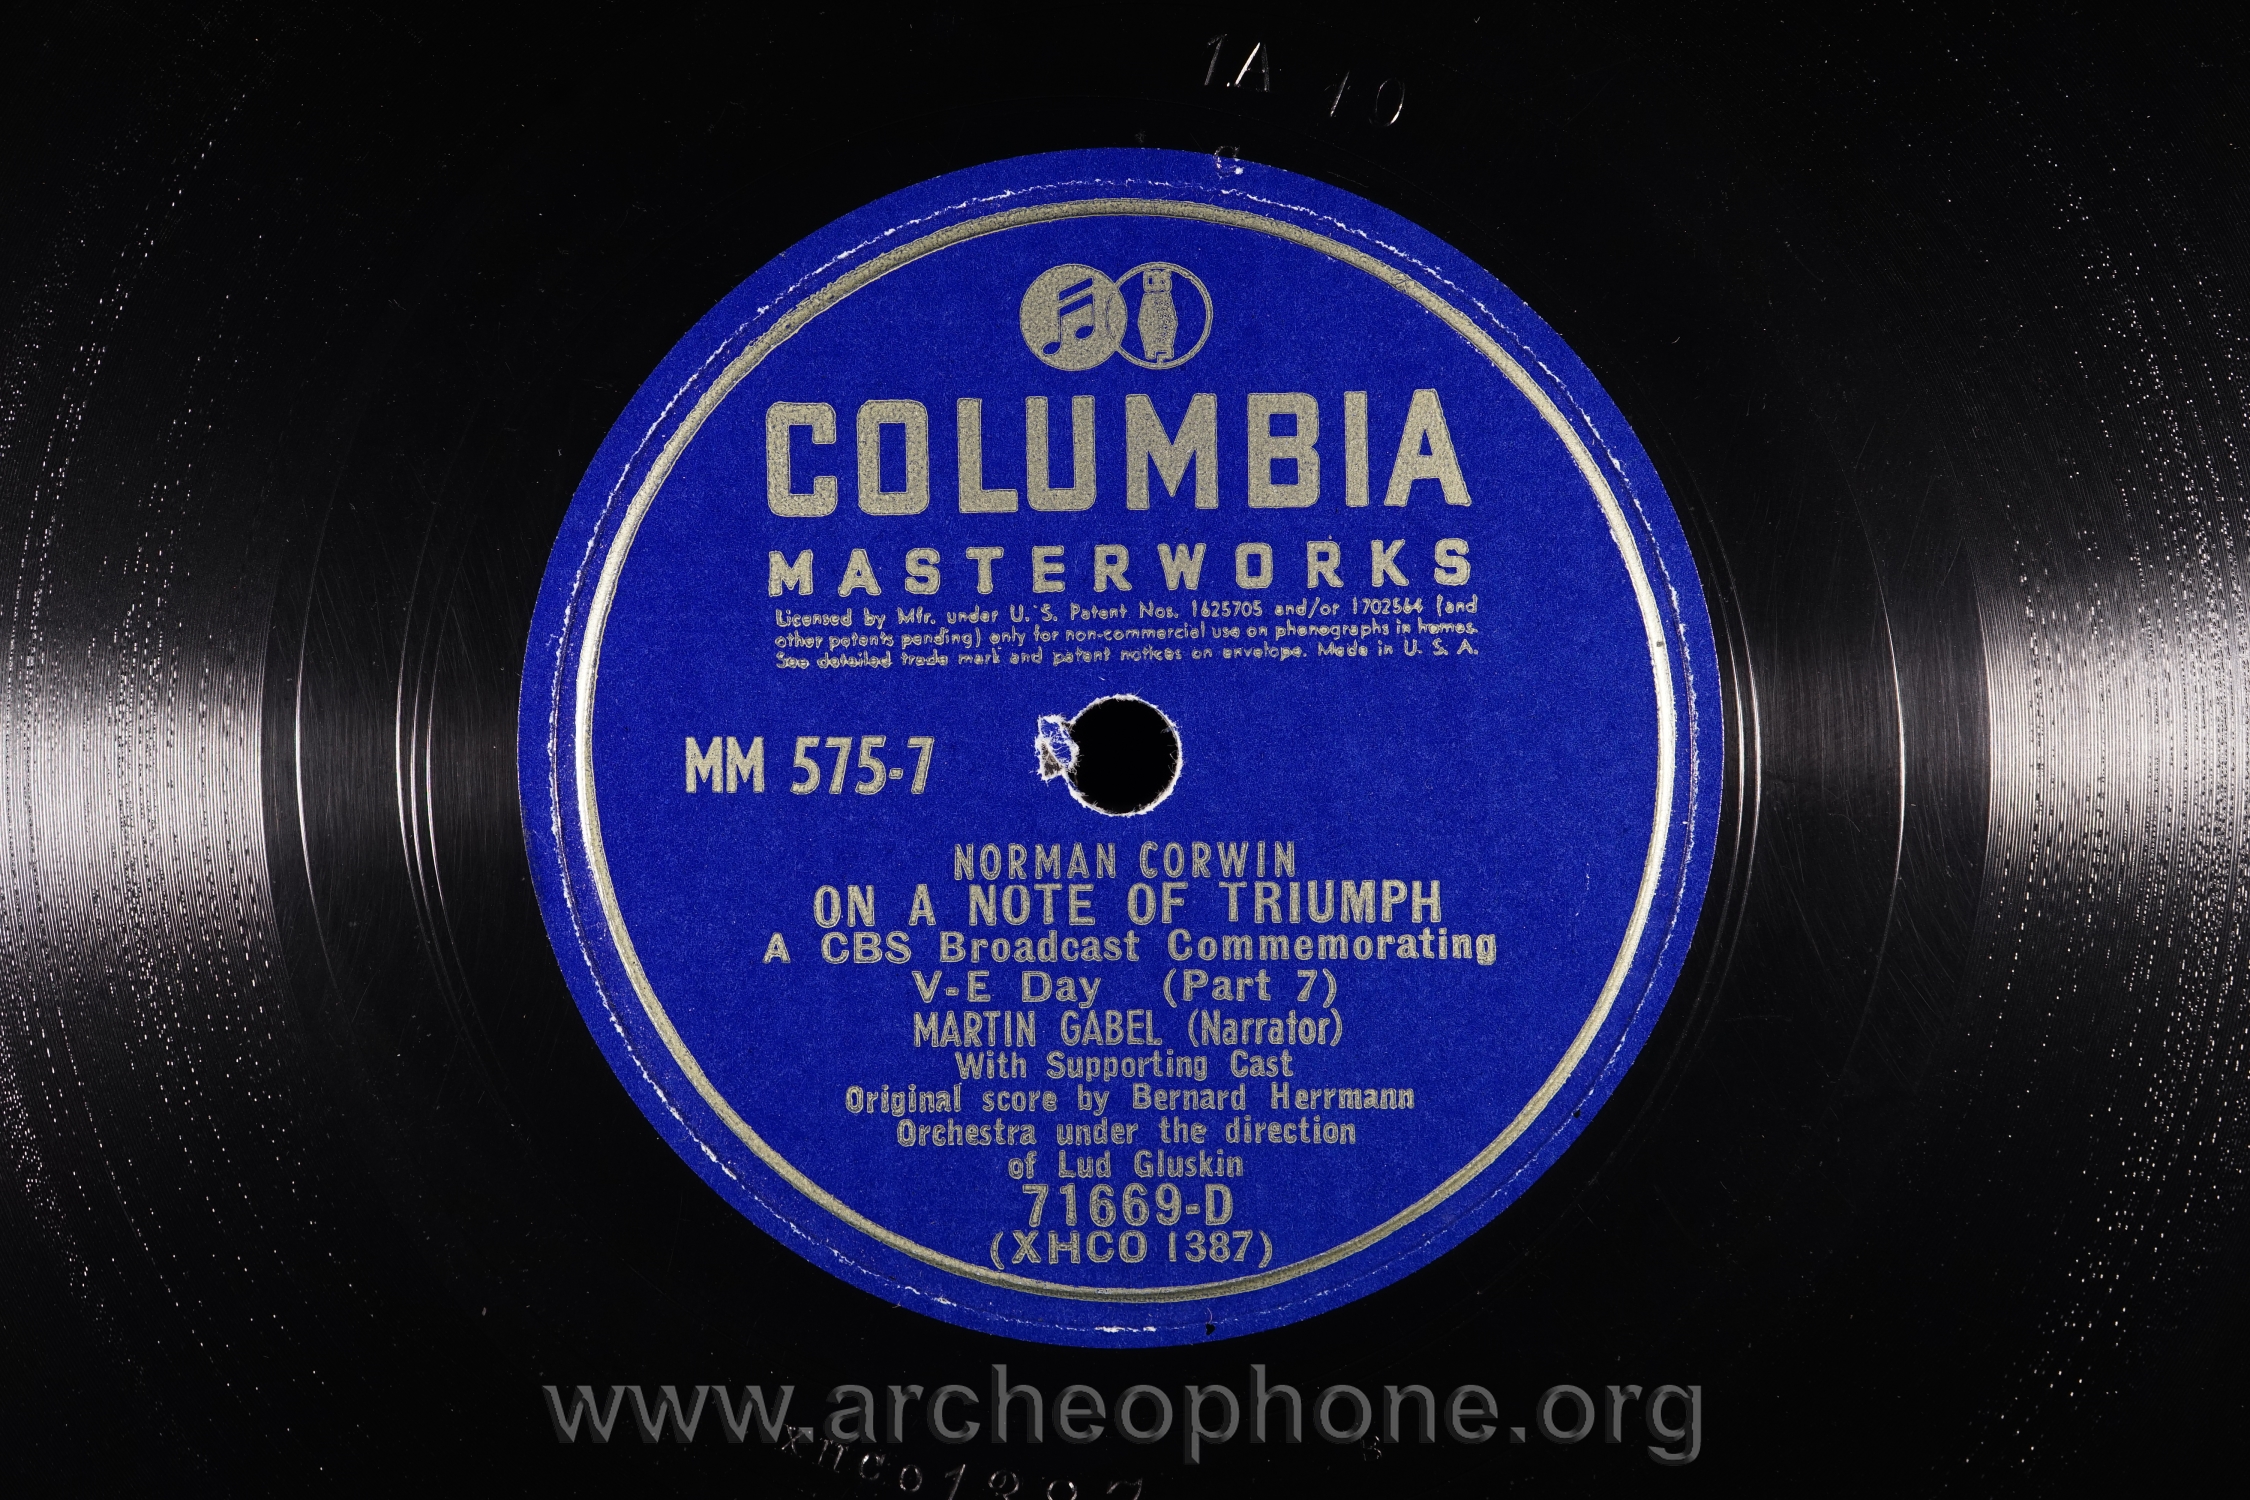 1A 10
COLUMBIA
MASTERWORKS
Licensed by Mfr. under U. S. Patent Nos. 1625705 and/or 1702564 (and
other patents pending) only for non-commercial use on phonographs in homes.
See detailed trade mark and patent notices on envelope. Made in U. S. A.
MM 575-7
NORMAN CORWIN
ON A NOTE OF TRIUMPH
A CBS Broadcast Commemorating
V-E Day (Part 7)
MARTIN GABEL (Narrator)
With Supporting Cast
Original score by Bernard Herrmann
Orchestra under the direction
of Lud Gluskin
71669-D
(XHCO 1387)
www.archeophone.org
XHCO1387